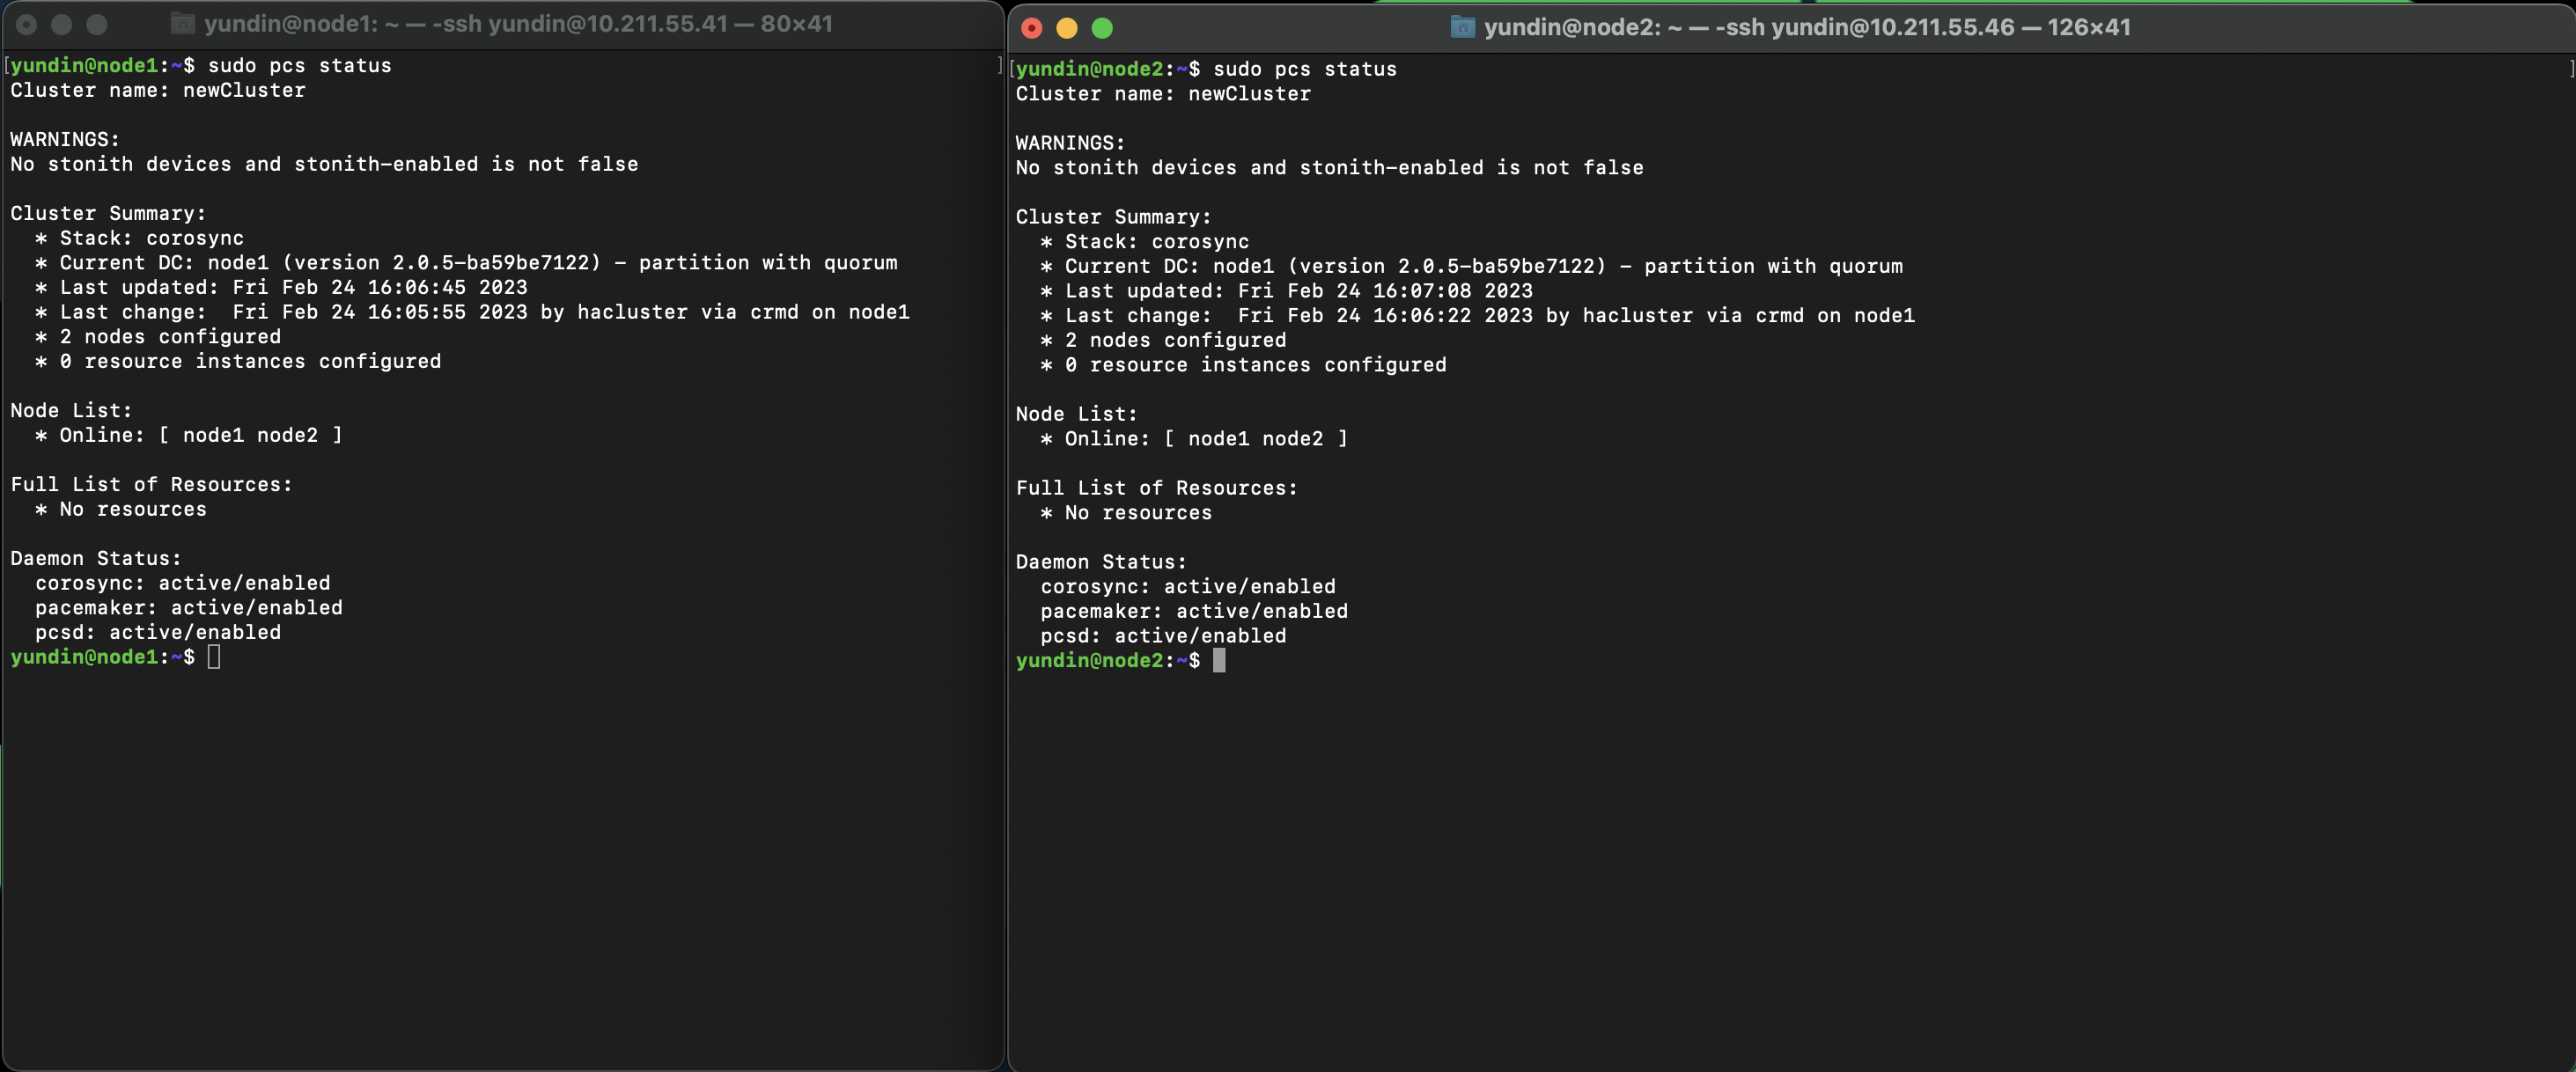 yundin@node1: ~ — -ssh yundin@10.211.55.41 — 80×41
[yundin@node1:~$ sudo pcs status ]
Cluster name: newCluster

WARNINGS:
No stonith devices and stonith-enabled is not false

Cluster Summary:
  * Stack: corosync
  * Current DC: node1 (version 2.0.5-ba59be7122) - partition with quorum
  * Last updated: Fri Feb 24 16:06:45 2023
  * Last change:  Fri Feb 24 16:05:55 2023 by hacluster via crmd on node1
  * 2 nodes configured
  * 0 resource instances configured

Node List:
  * Online: [ node1 node2 ]

Full List of Resources:
  * No resources

Daemon Status:
  corosync: active/enabled
  pacemaker: active/enabled
  pcsd: active/enabled
yundin@node1:~$
yundin@node2: ~ — -ssh yundin@10.211.55.46 — 126×41
[yundin@node2:~$ sudo pcs status ]
Cluster name: newCluster

WARNINGS:
No stonith devices and stonith-enabled is not false

Cluster Summary:
  * Stack: corosync
  * Current DC: node1 (version 2.0.5-ba59be7122) - partition with quorum
  * Last updated: Fri Feb 24 16:07:08 2023
  * Last change:  Fri Feb 24 16:06:22 2023 by hacluster via crmd on node1
  * 2 nodes configured
  * 0 resource instances configured

Node List:
  * Online: [ node1 node2 ]

Full List of Resources:
  * No resources

Daemon Status:
  corosync: active/enabled
  pacemaker: active/enabled
  pcsd: active/enabled
yundin@node2:~$